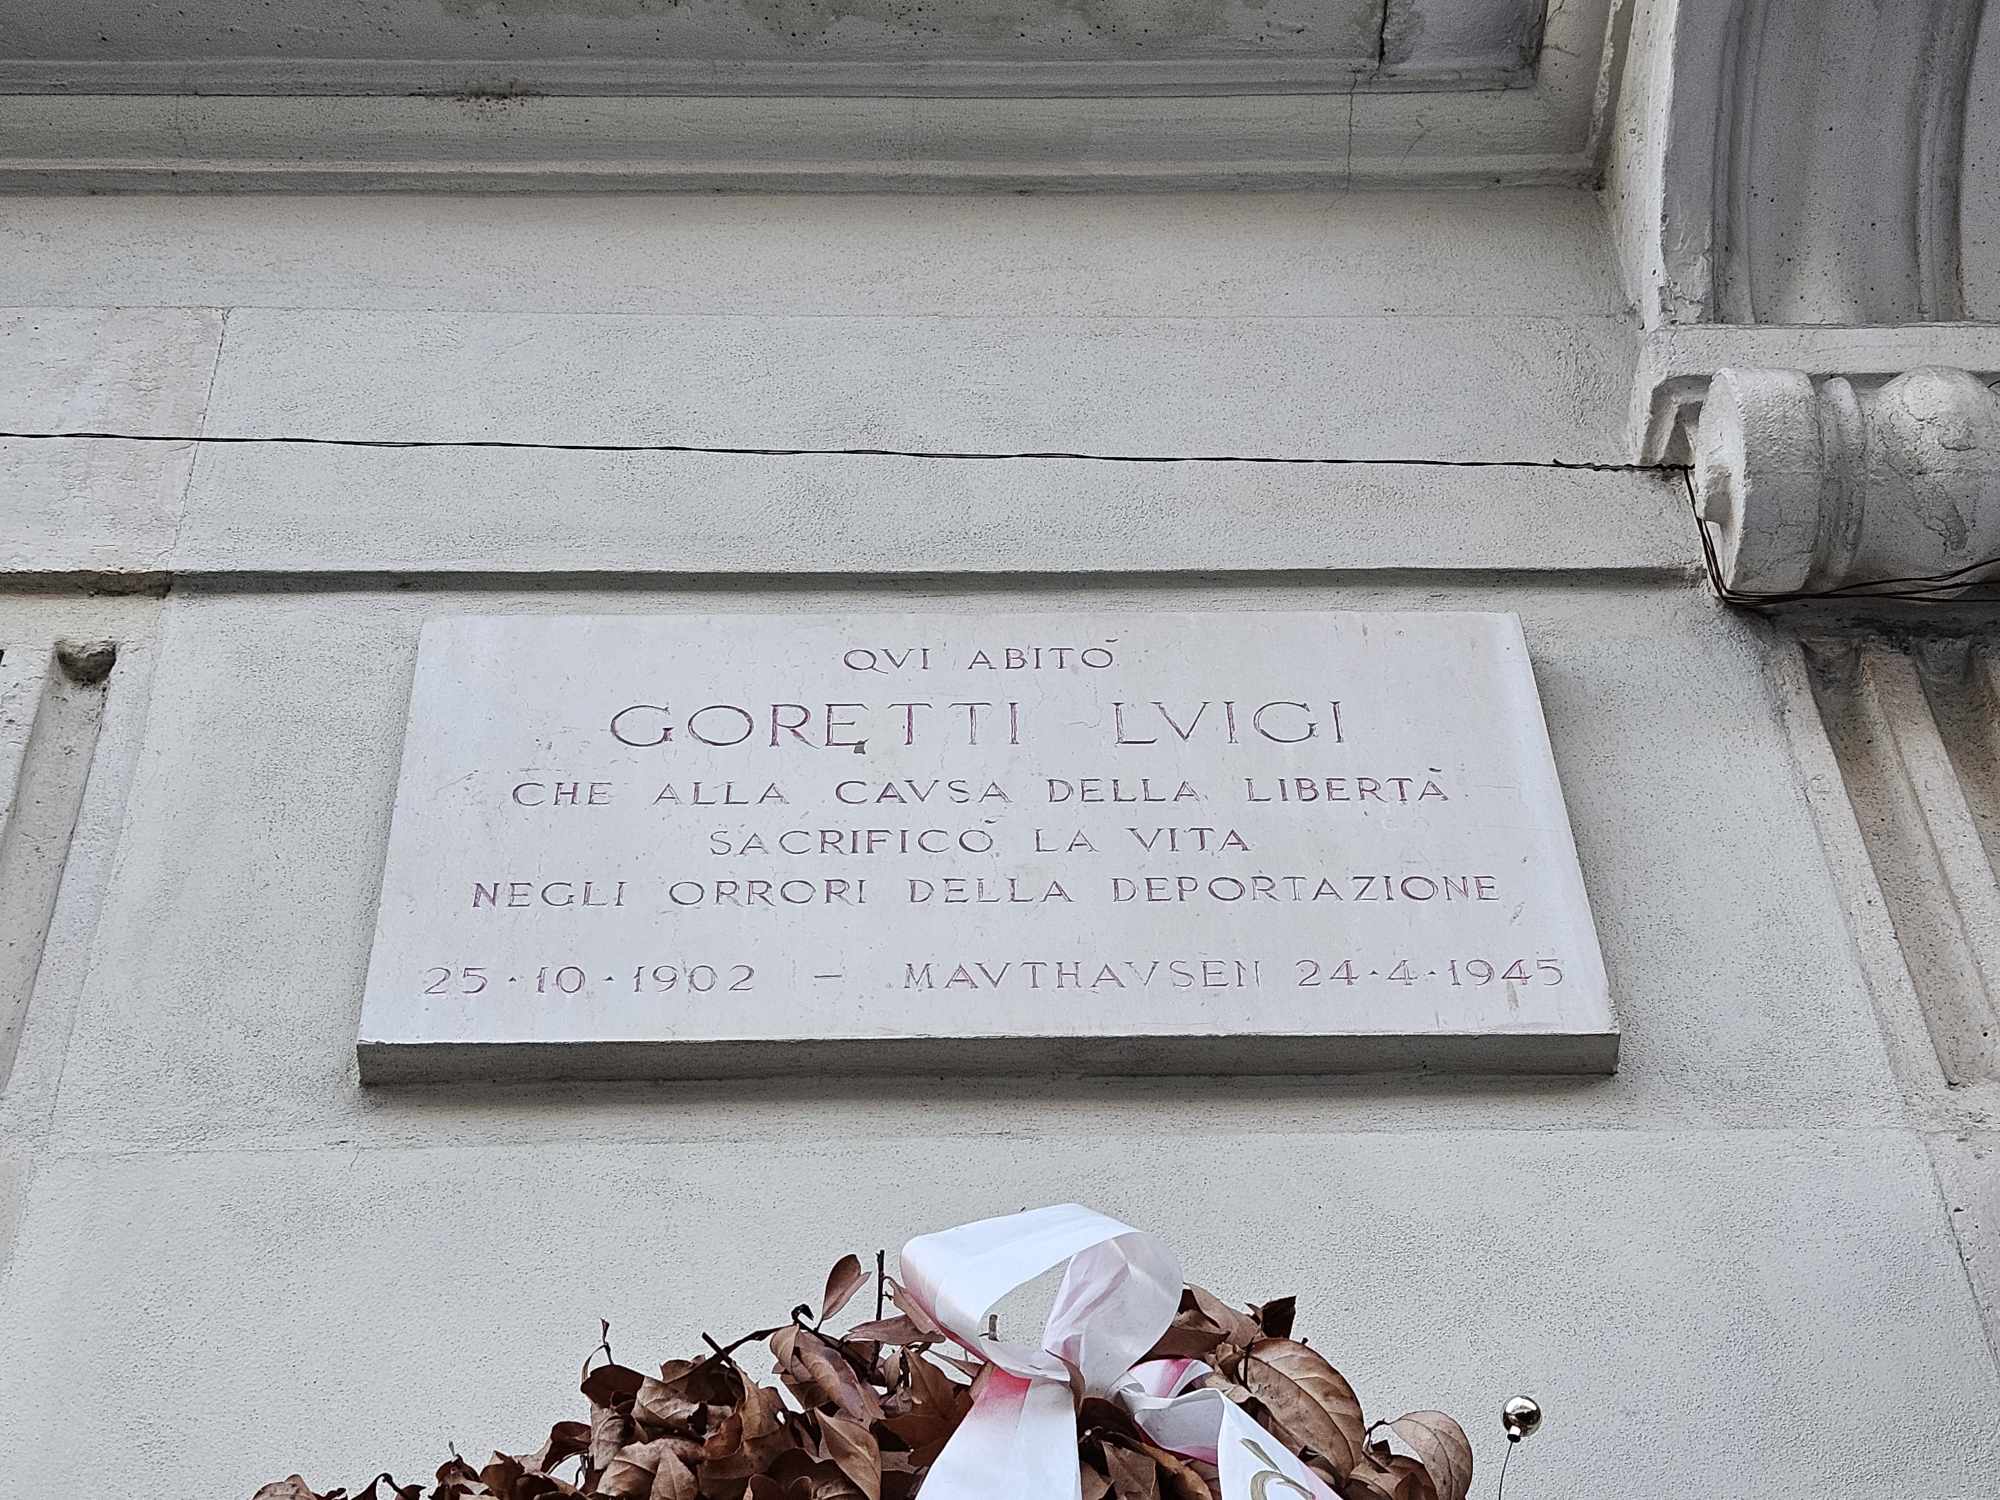 QVI ABITÒ
GORETTI LVIGI
CHE ALLA CAVSA DELLA LIBERTÀ
SACRIFICÒ LA VITA
NEGLI ORRORI DELLA DEPORTAZIONE
25·10·1902 – MAVTHAVSEN 24·4·1945